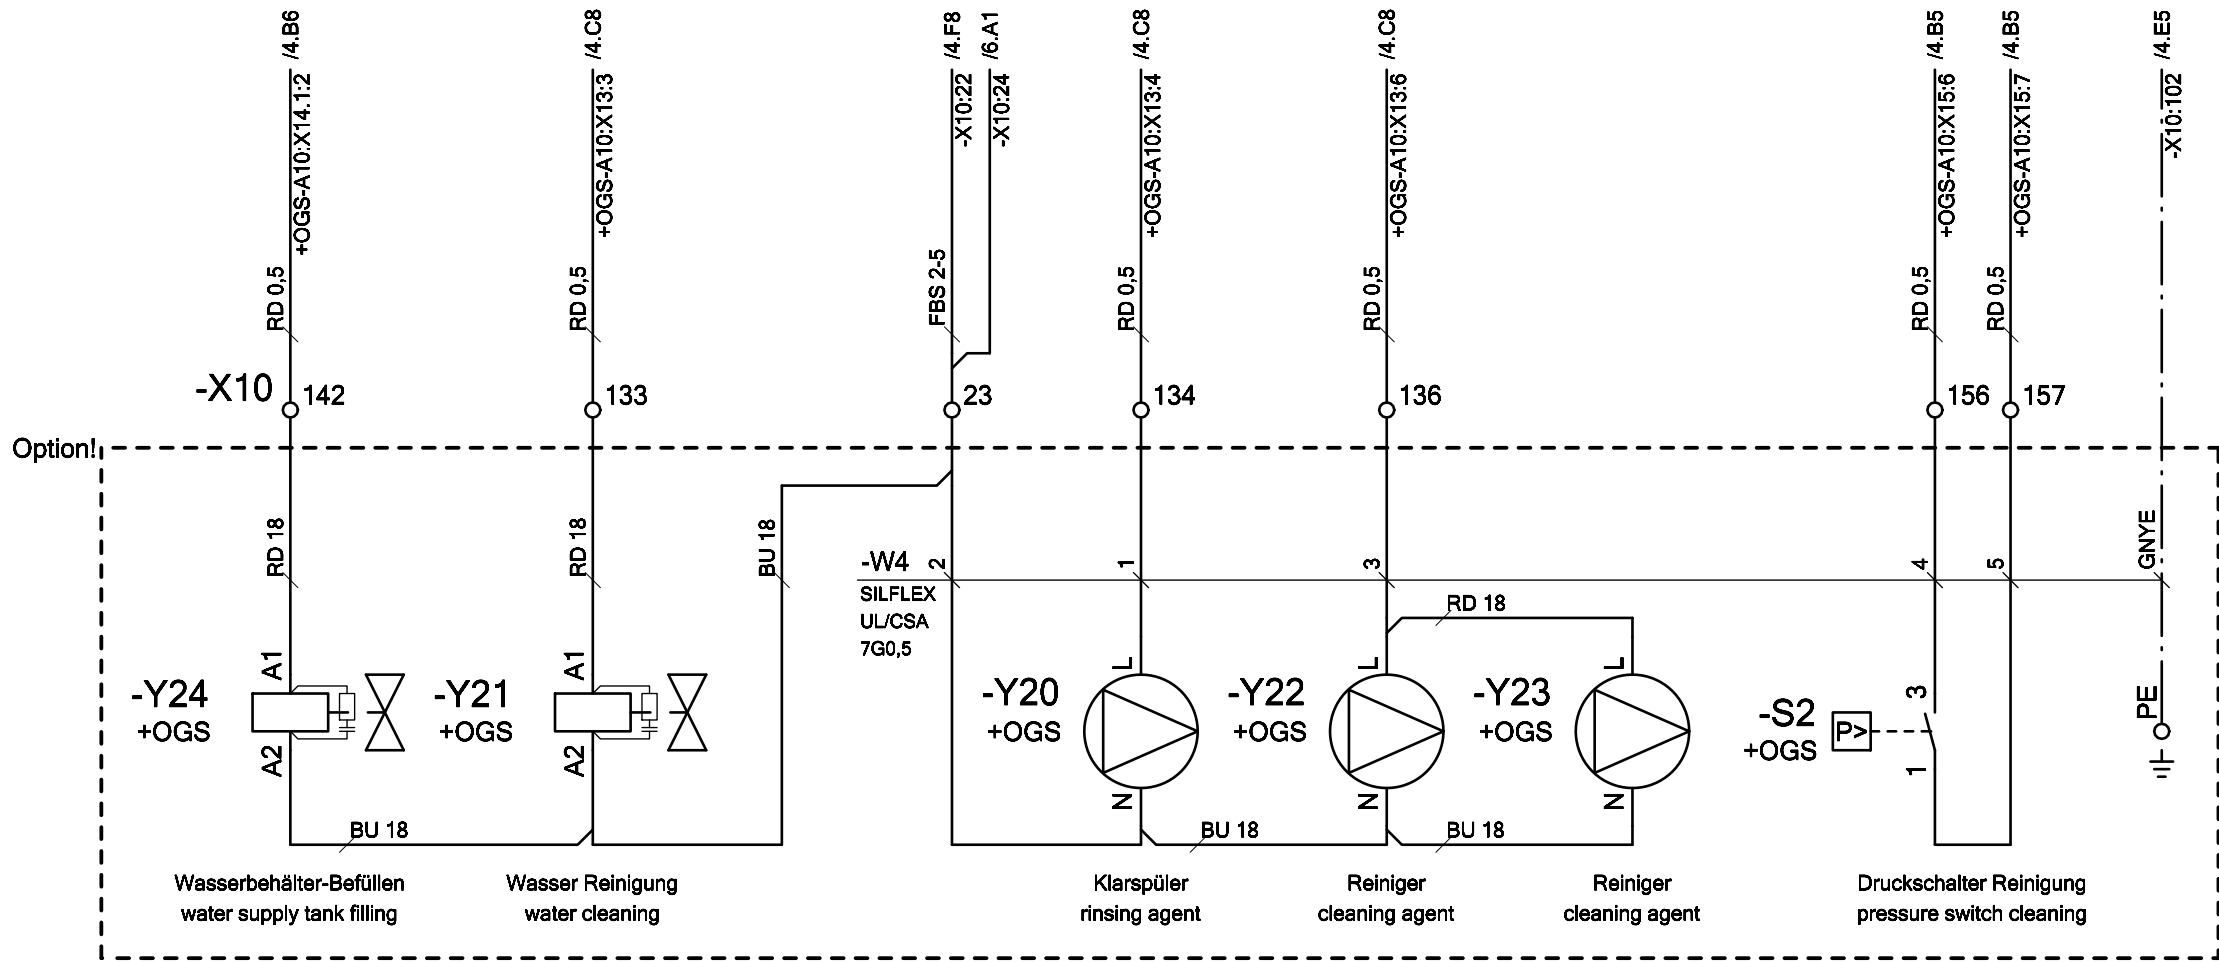 /4.B6
/4.C8
/4.F8
/6.A1
/4.C8
/4.C8
/4.B5
/4.B5
/4.E5
+OGS-A10:X14.1:2
+OGS-A10:X13:3
-X10:22
-X10:24
+OGS-A10:X13:4
+OGS-A10:X13:6
+OGS-A10:X15:6
+OGS-A10:X15:7
-X10:102
RD 0,5
RD 0,5
FBS 2-5
RD 0,5
RD 0,5
RD 0,5
RD 0,5
-X10
142
133
23
134
136
156
157
Option!
RD 18
RD 18
BU 18
-W4
SILFLEX
UL/CSA
7G0,5
2
1
3
4
5
GNYE
RD 18
A1
-Y24
+OGS
A2
A1
-Y21
+OGS
A2
L
-Y20
+OGS
N
L
-Y22
+OGS
N
L
-Y23
+OGS
N
-S2
+OGS
P>
3
1
PE
BU 18
BU 18
BU 18
Wasserbehälter-Befüllen
water supply tank filling
Wasser Reinigung
water cleaning
Klarspüler
rinsing agent
Reiniger
cleaning agent
Reiniger
cleaning agent
Druckschalter Reinigung
pressure switch cleaning